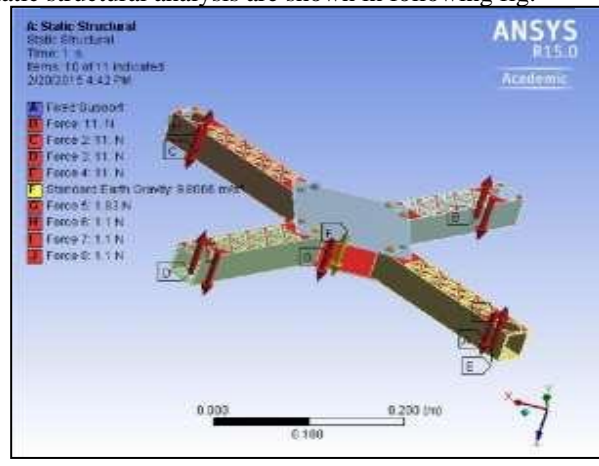 static structural analysis are shown in following fig.
A: Static Structural
Static Structural
Time: 1. s
Items: 10 of 11 indicated
2/20/2015 4:42 PM
A Fixed Support
B Force: 11. N
C Force 2: 11. N
D Force 3: 11. N
E Force 4: 11. N
F Standard Earth Gravity: 9.8066 m/s²
G Force 5: 1.83 N
H Force 6: 1.1 N
I Force 7: 1.1 N
J Force 8: 1.1 N
ANSYS
R15.0
Academic
C
B
F
G
D
E
0.000
0.200 (m)
0.100
X
Y
Z